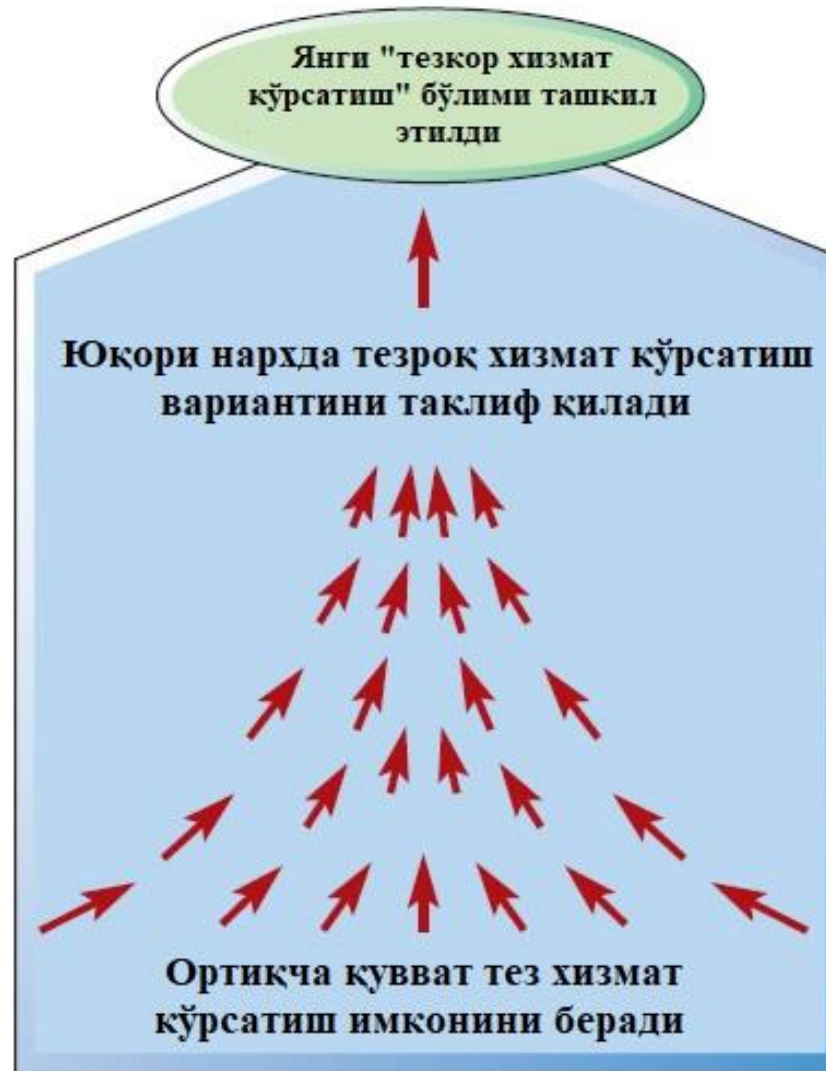 Янги "тезкор хизмат
кўрсатиш" бўлими ташкил
этилди
Юқори нархда тезроқ хизмат кўрсатиш
вариантини таклиф қилади
Ортиқча қувват тез хизмат
кўрсатиш имконини беради